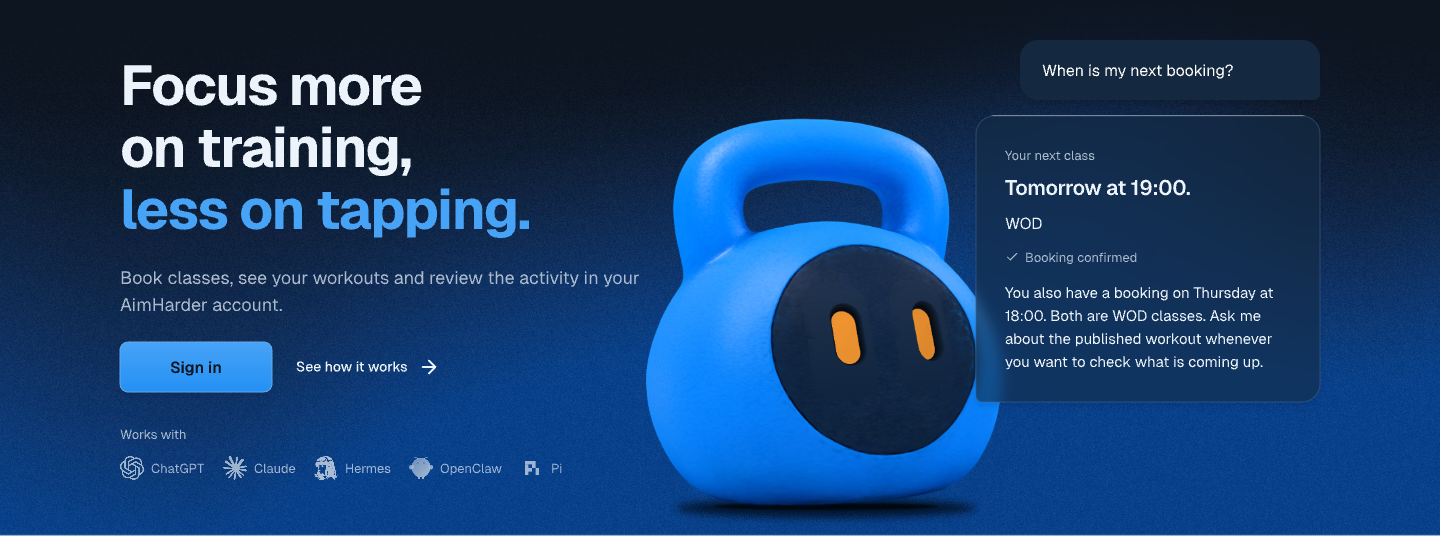 Focus more
on training,
less on tapping.
Book classes, see your workouts and review the activity in your
AimHarder account.
Sign in
See how it works
Works with
ChatGPT
Claude
Hermes
OpenClaw
Pi
When is my next booking?
Your next class
Tomorrow at 19:00.
WOD
Booking confirmed
You also have a booking on Thursday at
18:00. Both are WOD classes. Ask me
about the published workout whenever
you want to check what is coming up.